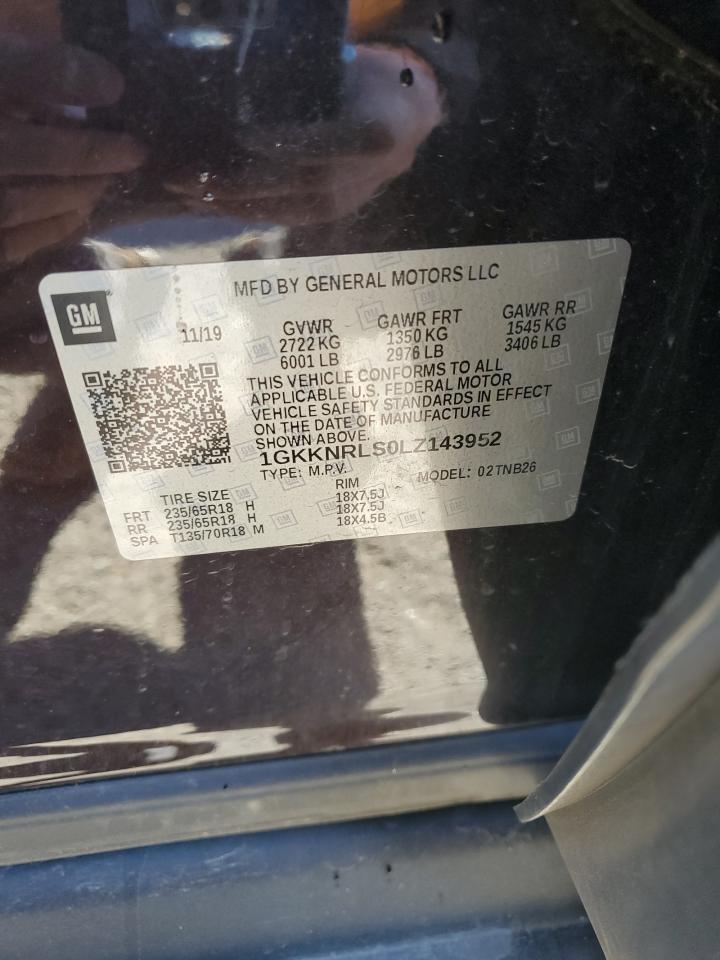 MFD BY GENERAL MOTORS LLC
GM
11/19
GVWR GAWR FRT GAWR RR
2722KG 1350 KG 1545 KG
6001 LB 2976 LB 3406 LB
THIS VEHICLE CONFORMS TO ALL
APPLICABLE U.S. FEDERAL MOTOR
VEHICLE SAFETY STANDARDS IN EFFECT
ON THE DATE OF MANUFACTURE
SHOWN ABOVE.
1GKKNRLS0LZ143952
TYPE: M.P.V. MODEL: 02TNB26
TIRE SIZE RIM
FRT 235/65R18 H 18X7.5J
RR 235/65R18 H 18X7.5J
SPA T135/70R18 M 18X4.5B